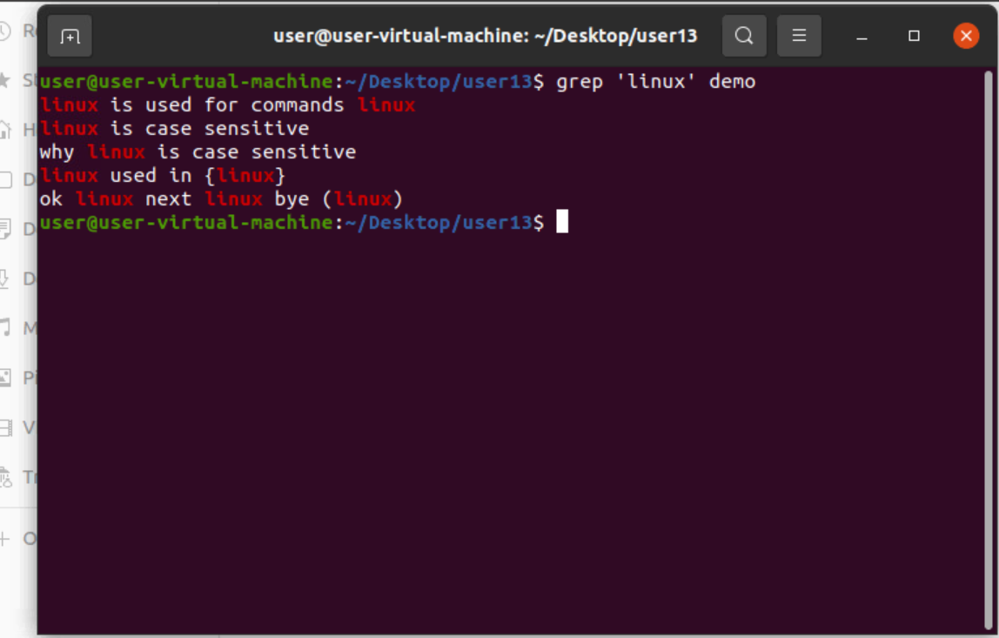 user@user-virtual-machine: ~/Desktop/user13
user@user-virtual-machine:~/Desktop/user13$ grep 'linux' demo
linux is used for commands linux
linux is case sensitive
why linux is case sensitive
linux used in {linux}
ok linux next linux bye (linux)
user@user-virtual-machine:~/Desktop/user13$